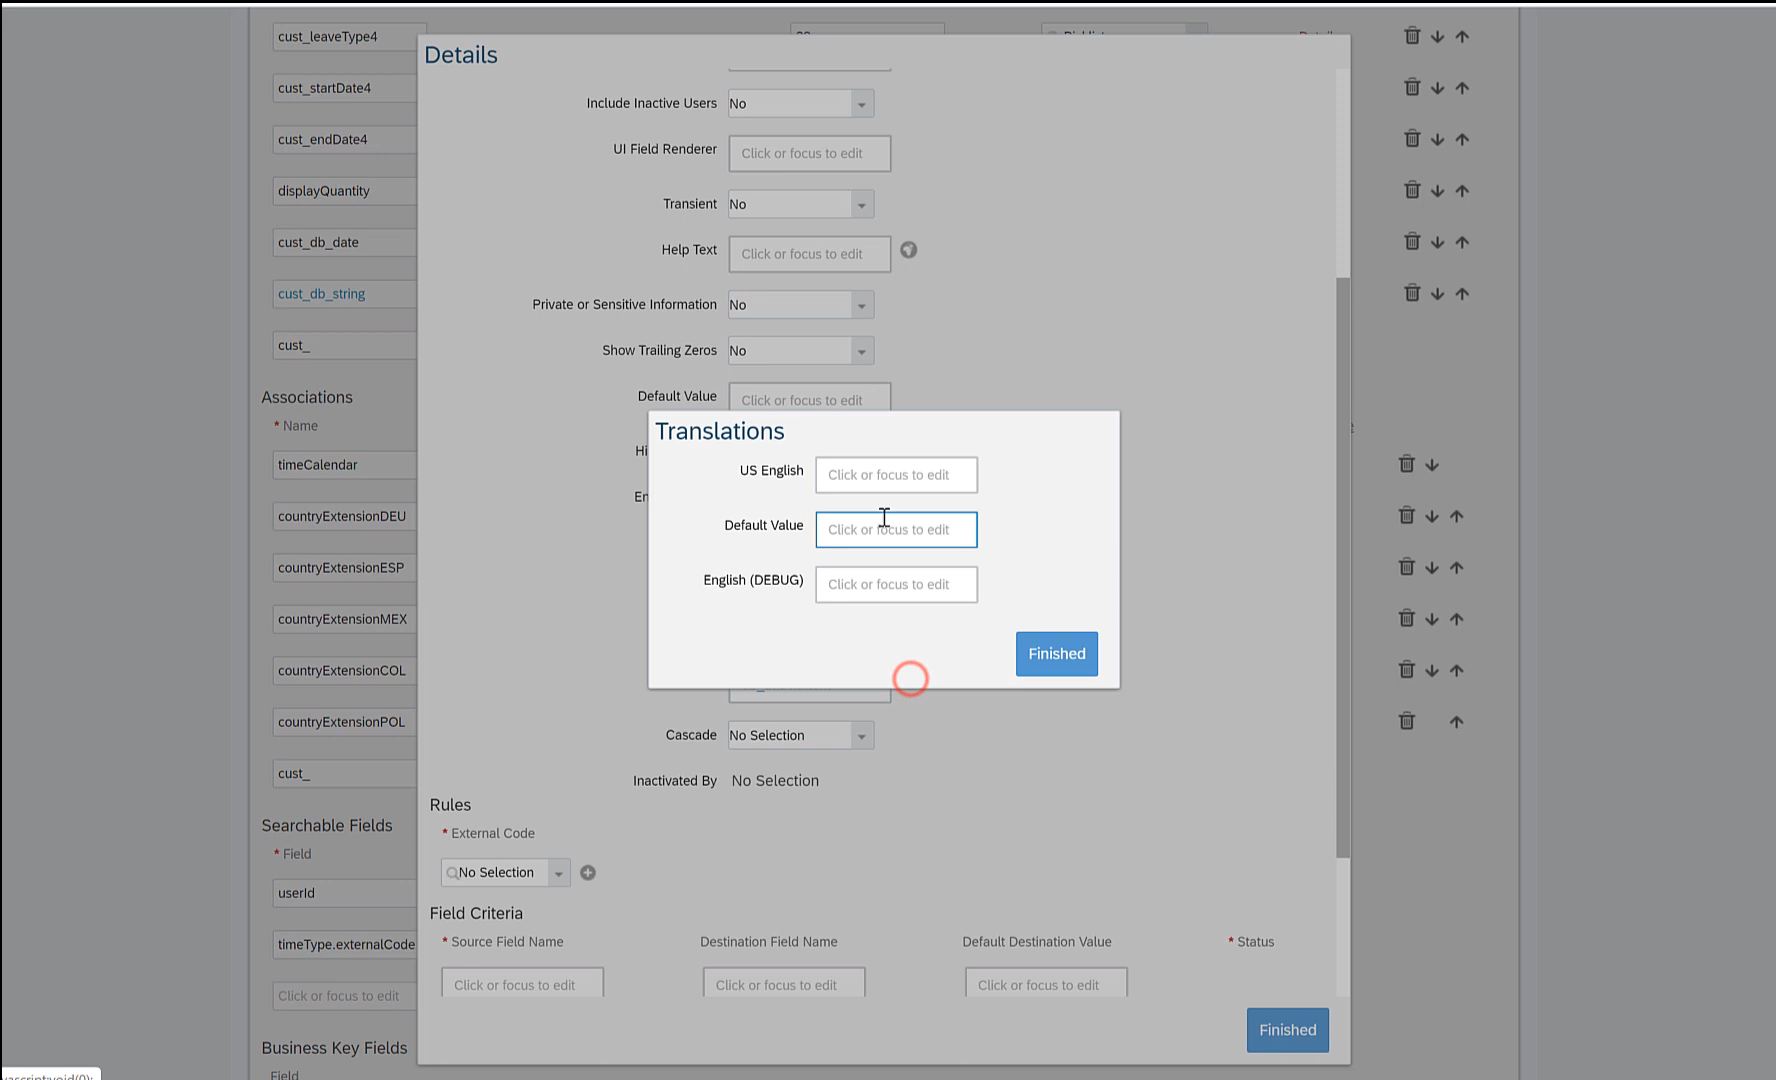 cust_leaveType4
Details
cust_startDate4
Include Inactive Users No
cust_endDate4
UI Field Renderer Click or focus to edit
displayQuantity
Transient No
cust_db_date
Help Text Click or focus to edit
cust_db_string
Private or Sensitive Information No
cust_
Show Trailing Zeros No
Associations
Default Value Click or focus to edit
* Name
Translations
Hi
timeCalendar
US English Click or focus to edit
En
countryExtensionDEU
Default Value Click or focus to edit
countryExtensionESP
English (DEBUG) Click or focus to edit
countryExtensionMEX
Finished
countryExtensionCOL
countryExtensionPOL
Cascade No Selection
cust_
Inactivated By No Selection
Rules
Searchable Fields
* External Code
* Field
No Selection
userId
Field Criteria
* Source Field Name Destination Field Name Default Destination Value * Status
timeType.externalCode
Click or focus to edit Click or focus to edit Click or focus to edit
Click or focus to edit
Finished
Business Key Fields
Field